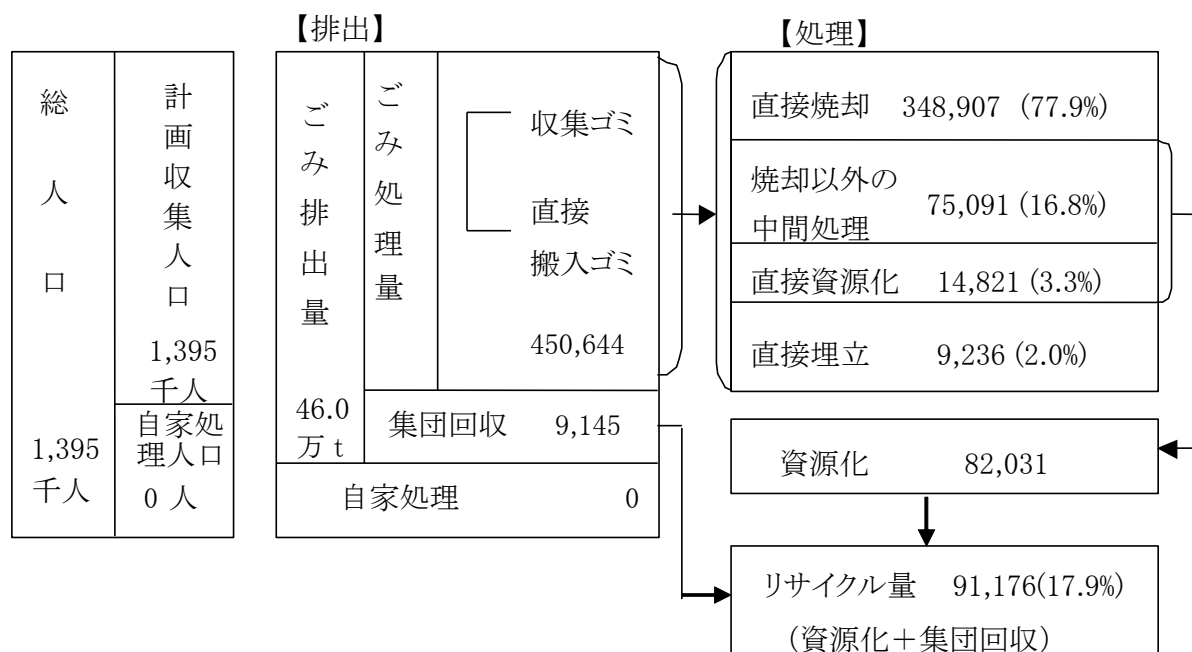 【排出】
【処理】
総人口
1,395
千人
計画収集人口
1,395
千人
自家処
理人口
0 人
ごみ排出量
46.0
万t
ごみ処理量
収集ゴミ
直接
搬入ゴミ
450,644
集団回収 9,145
自家処理 0
直接焼却 348,907 (77.9%)
焼却以外の
中間処理 75,091 (16.8%)
直接資源化 14,821 (3.3%)
直接埋立 9,236 (2.0%)
資源化 82,031
リサイクル量 91,176(17.9%)
（資源化＋集団回収）